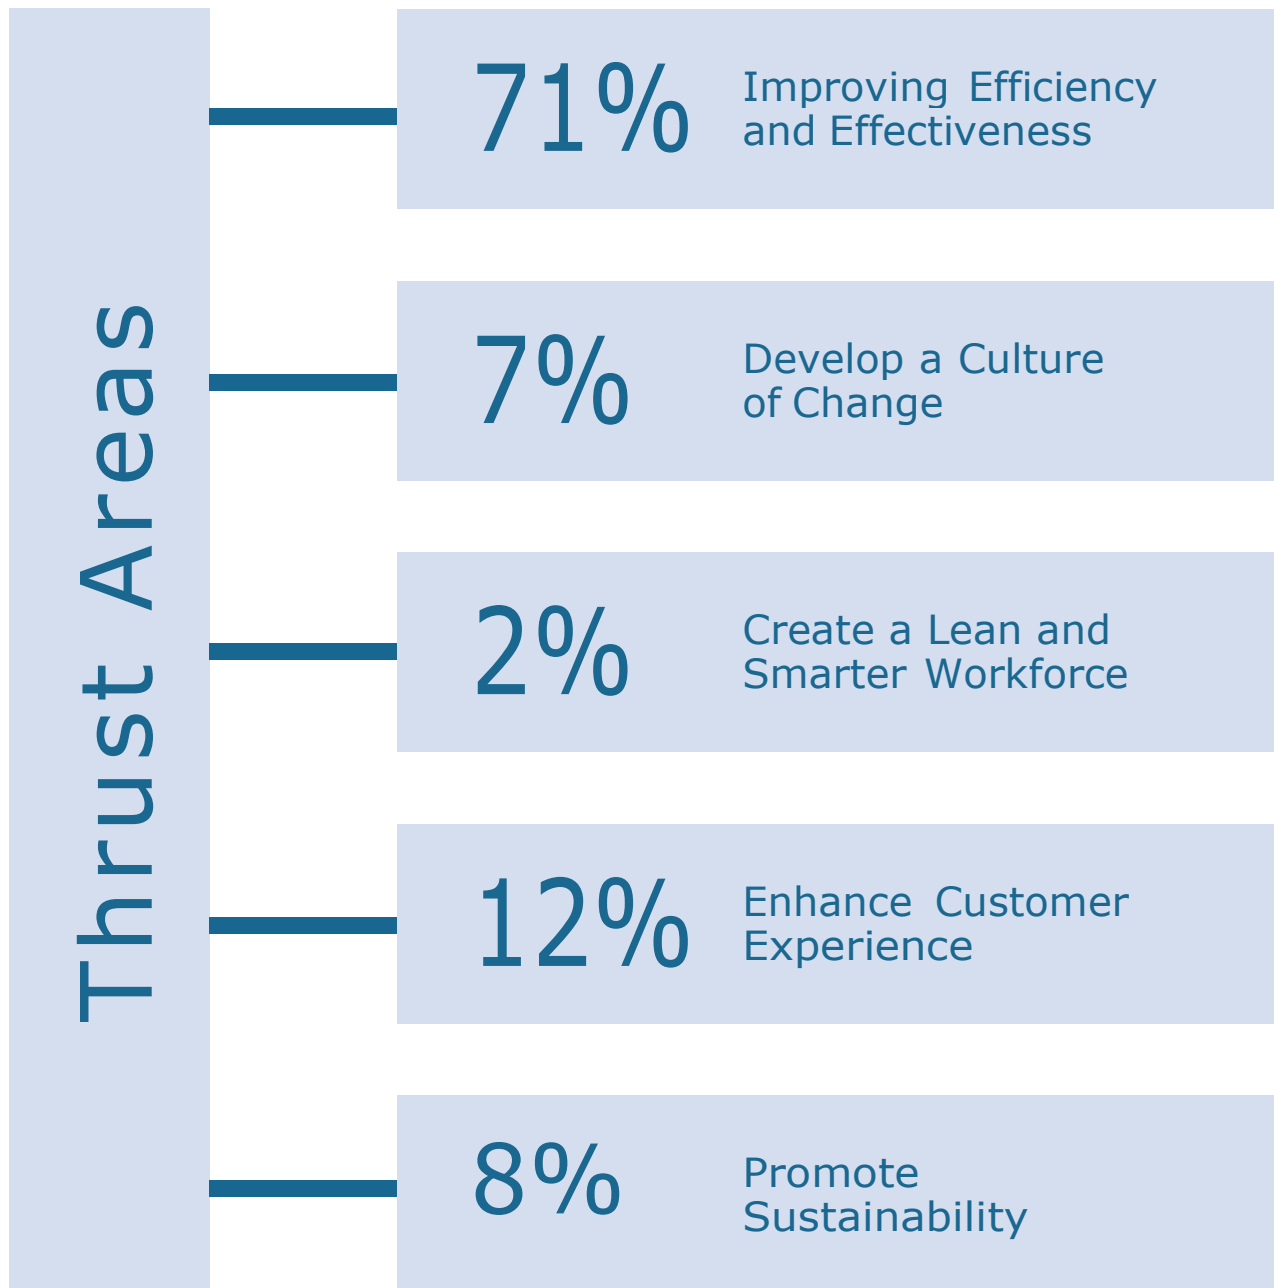 Thrust Areas
71%
Improving Efficiency
and Effectiveness
7%
Develop a Culture
of Change
2%
Create a Lean and
Smarter Workforce
12%
Enhance Customer
Experience
8%
Promote
Sustainability